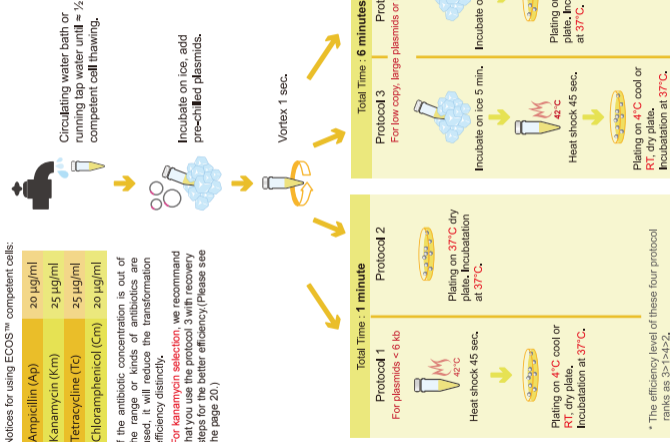 Notices for using ECOS™ competent cells:
Ampicillin (Ap) 20 µg/ml
Kanamycin (Km) 25 µg/ml
Tetracycline (Tc) 25 µg/ml
Chloramphenicol (Cm) 20 µg/ml
If the antibiotic concentration is out of
the range or kinds of antibiotics are
used, it will reduce the transformation
efficiency distinctly.
For kanamycin selection, we recommand
that you use the protocol 3 with recovery
steps for the better efficiency.(Please see
the page 20.)
Circulating water bath or
running tap water until ≈ ½
competent cell thawing.
Incubate on ice, add
pre-chilled plasmids.
Vortex 1 sec.
Total Time : 1 minute
Protocol 1
For plasmids < 6 kb
42°C
Heat shock 45 sec.
Plating on 4°C cool or
RT, dry plate.
Incubatation at 37°C.
Protocol 2
Plating on 37°C dry
plate. Incubatation
at 37°C.
Total Time : 6 minutes
Protocol 3
For low copy, large plasmids or
Incubate on ice 5 min.
42°C
Heat shock 45 sec.
Plating on 4°C cool or
RT, dry plate.
Incubatation at 37°C.
Incubate o
Plating o
plate. Inc
at 37°C.
* The efficiency level of these four protocol
ranks as 3>1>4>2,